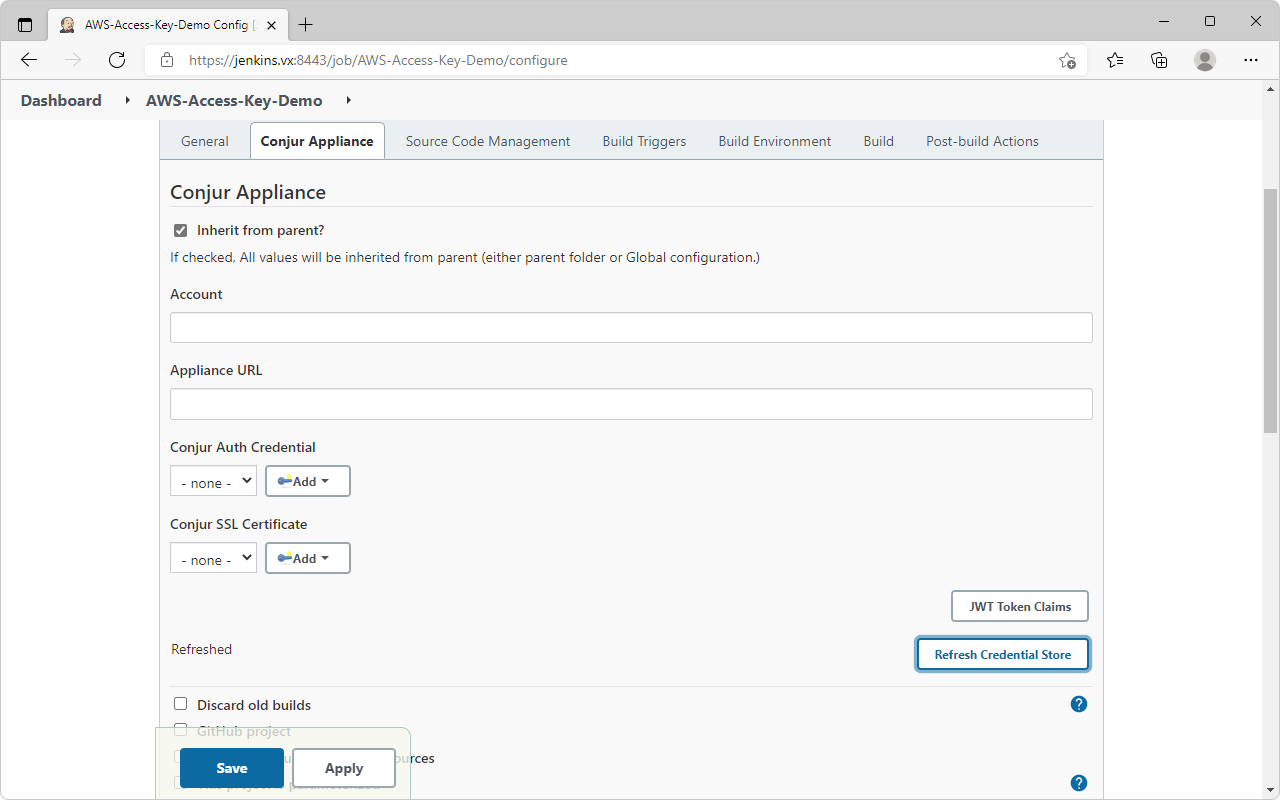 AWS-Access-Key-Demo Config [
https://jenkins.vx:8443/job/AWS-Access-Key-Demo/configure
Dashboard AWS-Access-Key-Demo
General Conjur Appliance Source Code Management Build Triggers Build Environment Build Post-build Actions
Conjur Appliance
Inherit from parent?
If checked, All values will be inherited from parent (either parent folder or Global configuration.)
Account
Appliance URL
Conjur Auth Credential
- none - Add
Conjur SSL Certificate
- none - Add
JWT Token Claims
Refreshed Refresh Credential Store
Discard old builds ?
GitHub project
Save Apply
?